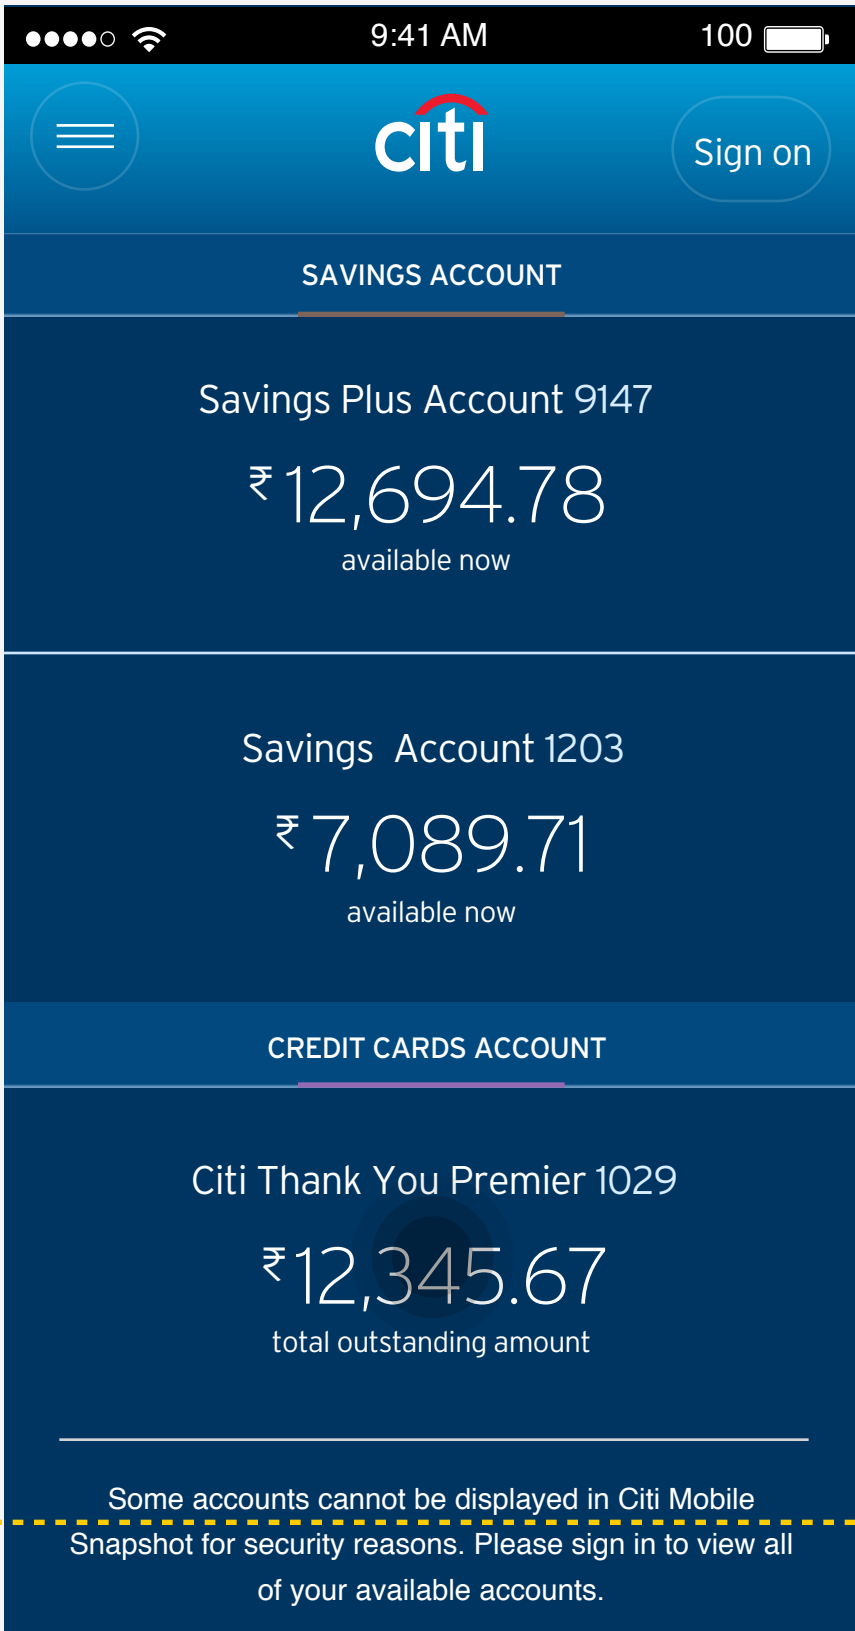 9:41 AM 100
citi
Sign on
SAVINGS ACCOUNT
Savings Plus Account 9147
₹12,694.78
available now
Savings Account 1203
₹7,089.71
available now
CREDIT CARDS ACCOUNT
Citi Thank You Premier 1029
₹12,345.67
total outstanding amount
Some accounts cannot be displayed in Citi Mobile
Snapshot for security reasons. Please sign in to view all
of your available accounts.